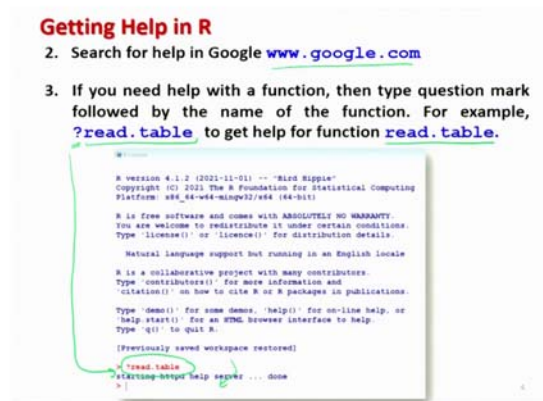 Getting Help in R
2. Search for help in Google www.google.com
3. If you need help with a function, then type question mark
followed by the name of the function. For example,
?read.table to get help for function read.table.
R version 4.1.2 (2021-11-01) -- "Bird Hippie"
Copyright (C) 2021 The R Foundation for Statistical Computing
Platform: x86_64-w64-mingw32/x64 (64-bit)
R is free software and comes with ABSOLUTELY NO WARRANTY.
You are welcome to redistribute it under certain conditions.
Type 'license()' or 'licence()' for distribution details.
Natural language support but running in an English locale
R is a collaborative project with many contributors.
Type 'contributors()' for more information and
'citation()' on how to cite R or R packages in publications.
Type 'demo()' for some demos, 'help()' for on-line help, or
'help.start()' for an HTML browser interface to help.
Type 'q()' to quit R.
[Previously saved workspace restored]
> ?read.table
starting httpd help server ... done
>